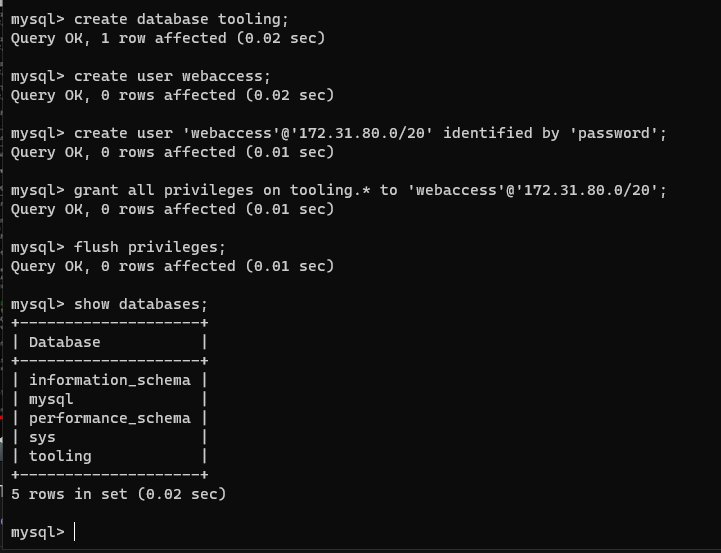 mysql> create database tooling;
Query OK, 1 row affected (0.02 sec)
mysql> create user webaccess;
Query OK, 0 rows affected (0.02 sec)
mysql> create user 'webaccess'@'172.31.80.0/20' identified by 'password';
Query OK, 0 rows affected (0.01 sec)
mysql> grant all privileges on tooling.* to 'webaccess'@'172.31.80.0/20';
Query OK, 0 rows affected (0.01 sec)
mysql> flush privileges;
Query OK, 0 rows affected (0.01 sec)
mysql> show databases;
+--------------------+
| Database           |
+--------------------+
| information_schema |
| mysql              |
| performance_schema |
| sys                |
| tooling            |
+--------------------+
5 rows in set (0.02 sec)
mysql>